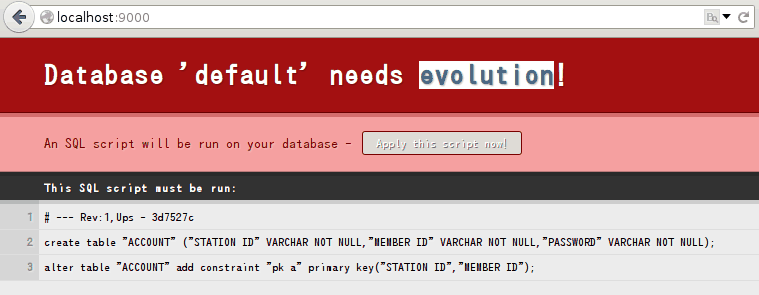 localhost:9000
Database 'default' needs evolution!
An SQL script will be run on your database - Apply this script now!
This SQL script must be run:
1 # --- Rev:1,Ups - 3d7527c
2 create table "ACCOUNT" ("STATION ID" VARCHAR NOT NULL,"MEMBER ID" VARCHAR NOT NULL,"PASSWORD" VARCHAR NOT NULL);
3 alter table "ACCOUNT" add constraint "pk a" primary key("STATION ID","MEMBER ID");